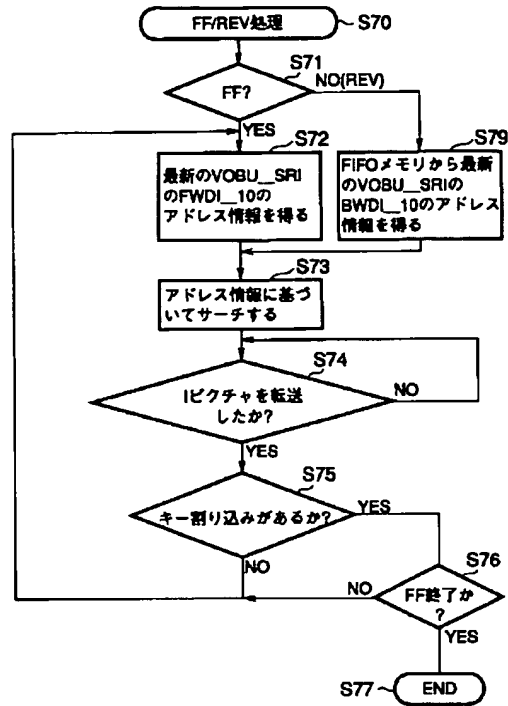 FF/REV処理
S70
S71
FF?
NO(REV)
YES
S72
S79
最新のVOBU__SRI
のFWDI__10の
アドレス情報を得る
FIFOメモリから最新
のVOBU__SRIの
BWDI__10のアドレス
情報を得る
S73
アドレス情報に基づ
いてサーチする
S74
Iピクチャを転送
したか?
NO
YES
S75
キー割り込みがあるか?
YES
NO
S76
NO
FF終了か
?
YES
S77
END